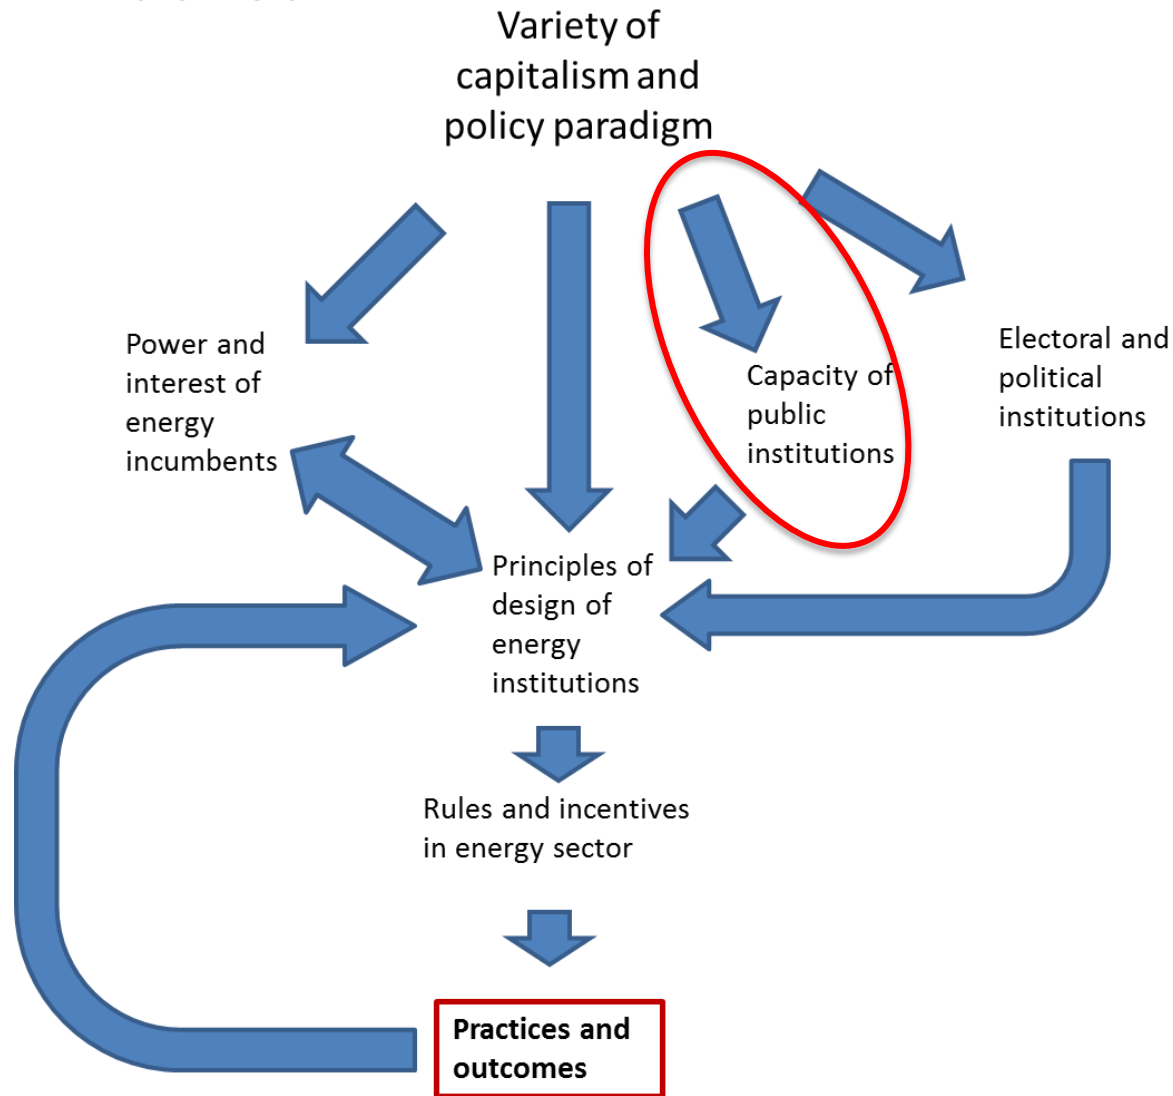 Variety of
capitalism and
policy paradigm
Power and
interest of
energy
incumbents
Capacity of
public
institutions
Electoral and
political
institutions
Principles of
design of
energy
institutions
Rules and incentives
in energy sector
Practices and
outcomes